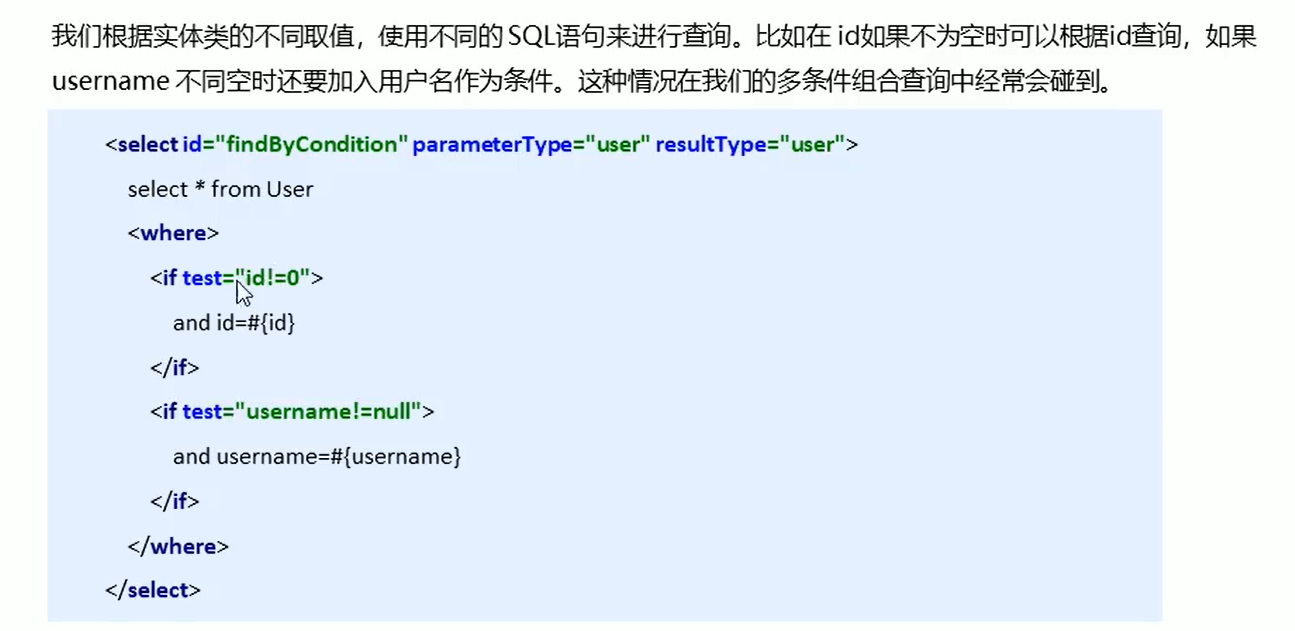 我们根据实体类的不同取值，使用不同的 SQL语句来进行查询。比如在 id如果不为空时可以根据id查询，如果
username 不同空时还要加入用户名作为条件。这种情况在我们的多条件组合查询中经常会碰到。
<select id="findByCondition" parameterType="user" resultType="user">
select * from User
<where>
<if test="id!=0">
and id=#{id}
</if>
<if test="username!=null">
and username=#{username}
</if>
</where>
</select>